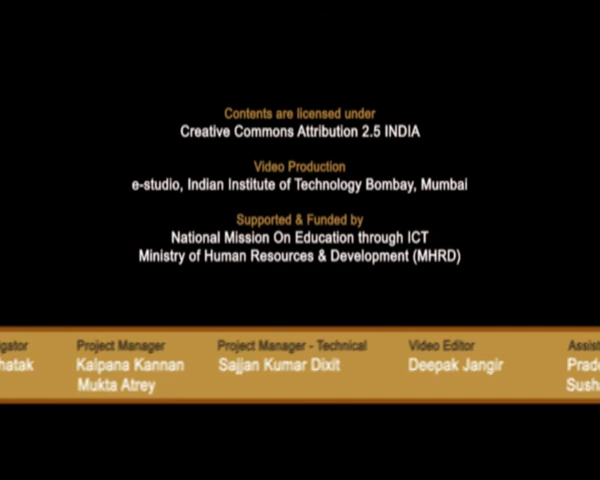 Contents are licensed under
Creative Commons Attribution 2.5 INDIA
Video Production
e-studio, Indian Institute of Technology Bombay, Mumbai
Supported & Funded by
National Mission On Education through ICT
Ministry of Human Resources & Development (MHRD)
Project Manager Project Manager - Technical Video Editor
Kalpana Kannan Sajjan Kumar Dixit Deepak Jangir
Mukta Atrey